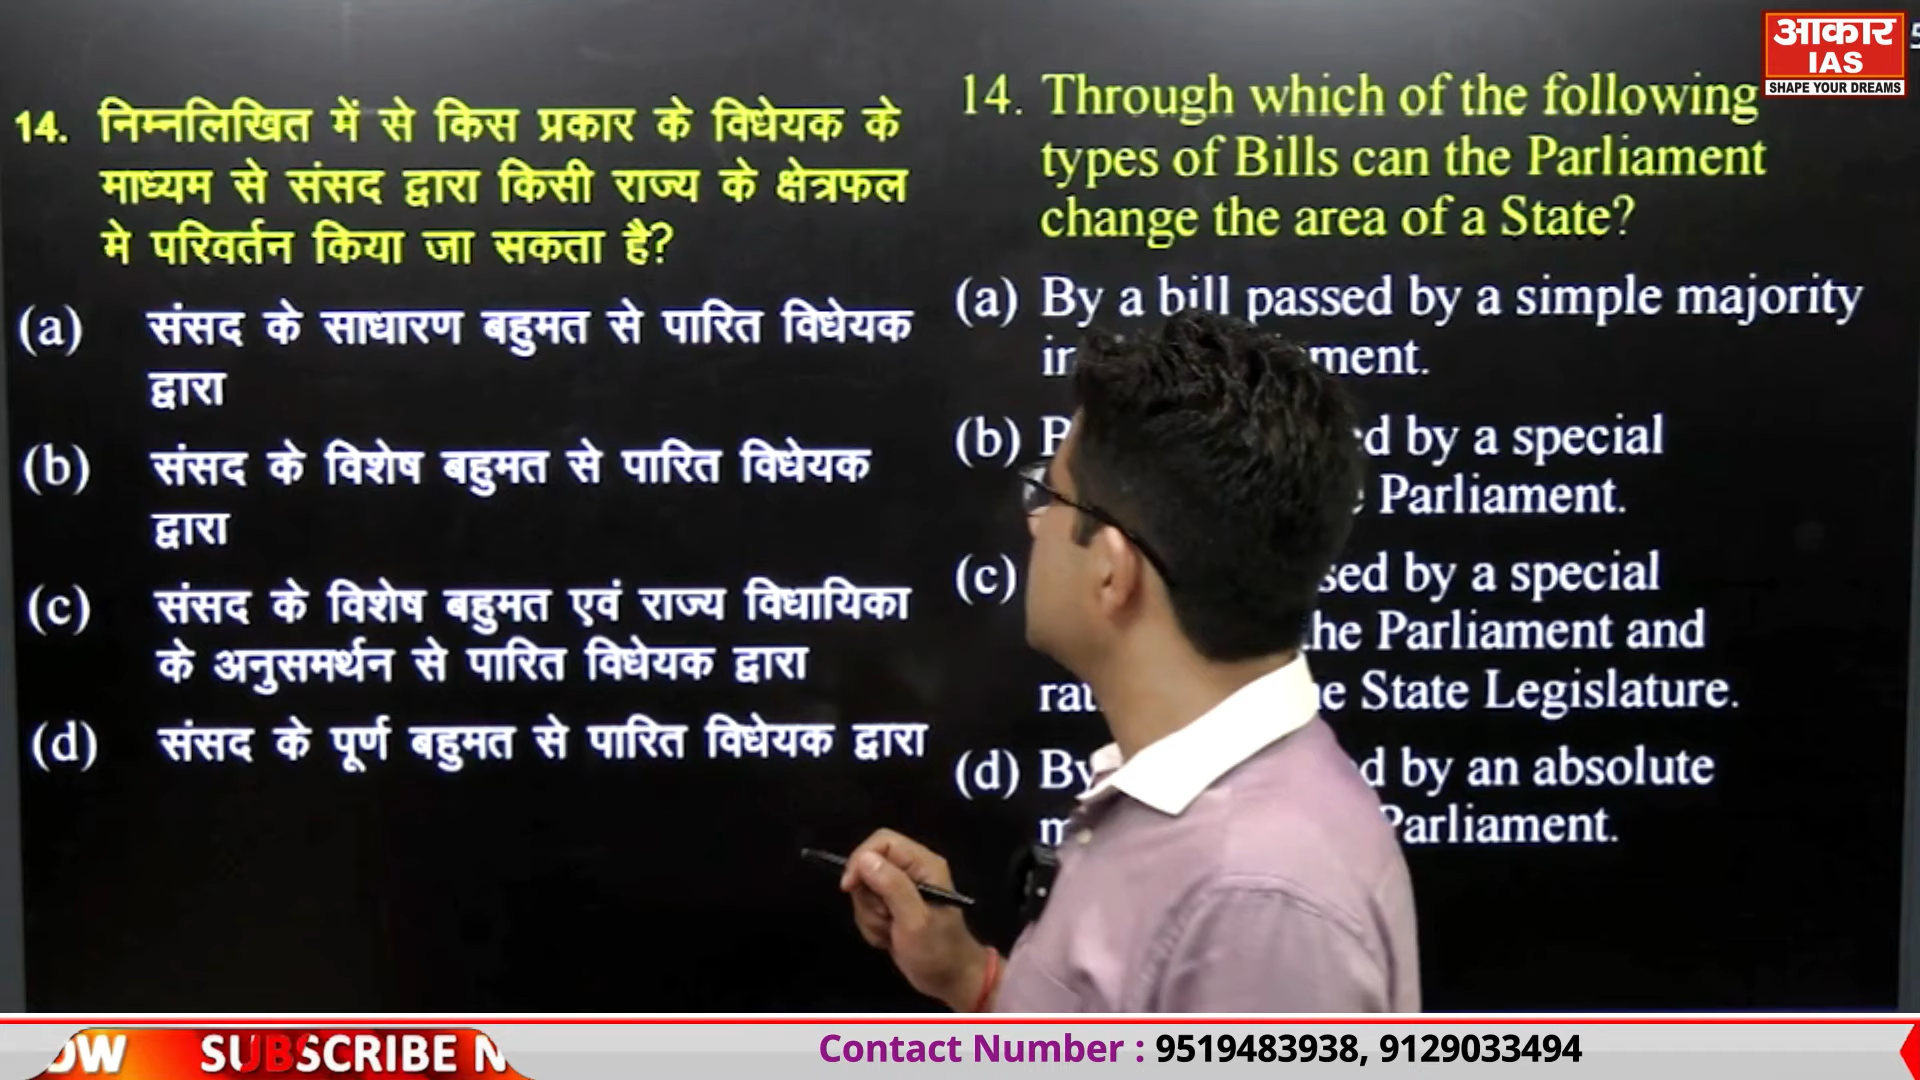 आकार
IAS
SHAPE YOUR DREAMS
5
14. निम्नलिखित में से किस प्रकार के विधेयक के
माध्यम से संसद द्वारा किसी राज्य के क्षेत्रफल
मे परिवर्तन किया जा सकता है?
(a) संसद के साधारण बहुमत से पारित विधेयक
द्वारा
(b) संसद के विशेष बहुमत से पारित विधेयक
द्वारा
(c) संसद के विशेष बहुमत एवं राज्य विधायिका
के अनुसमर्थन से पारित विधेयक द्वारा
(d) संसद के पूर्ण बहुमत से पारित विधेयक द्वारा
14. Through which of the following
types of Bills can the Parliament
change the area of a State?
(a) By a bill passed by a simple majority
(b) by a special
Parliament.
(c) by a special
the Parliament and
State Legislature.
(d) By by an absolute
Parliament.
OW SUBSCRIBE N
Contact Number : 9519483938, 9129033494